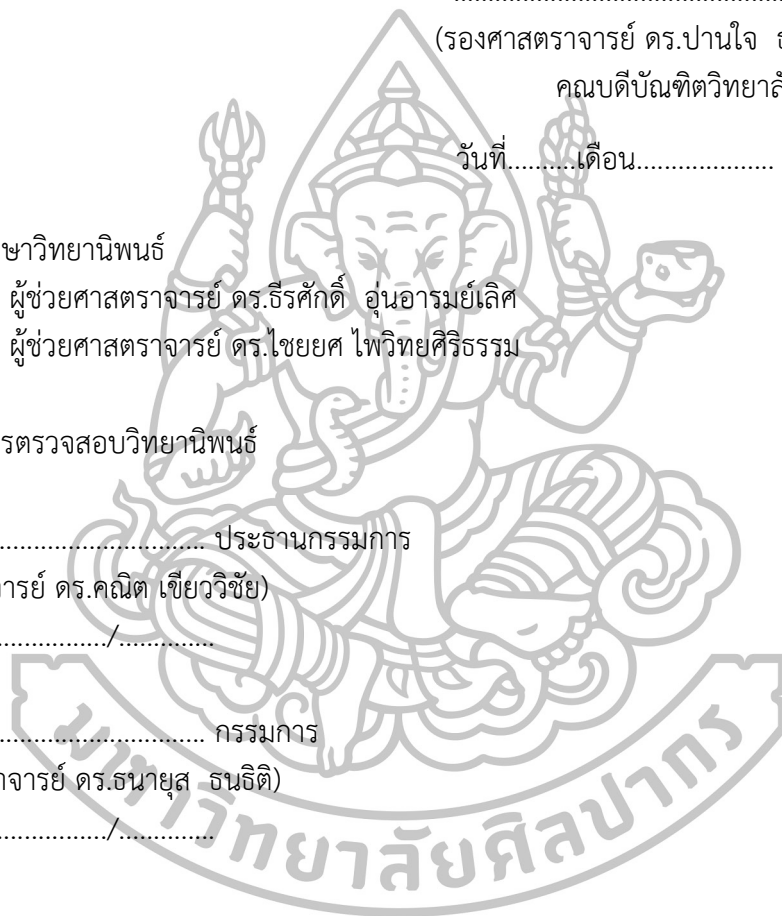 ......................................................
(รองศาสตราจารย์ ดร.ปานใจ
คณบดีบัณฑิตวิทยาลัย
วันที่..........เดือน....................
ษาวิทยานิพนธ์
ผู้ช่วยศาสตราจารย์ ดร.ธีรศักดิ์ อุ่นอารมย์เลิศ
ผู้ช่วยศาสตราจารย์ ดร.ไชยยศ ไพวิทยศิริธรรม
รตรวจสอบวิทยานิพนธ์
.............................. ประธานกรรมการ
ารย์ ดร.คณิต เขียววิชัย)
................/..............
.............................. กรรมการ
าจารย์ ดร.ธนายุส ธนธิติ)
................/..............
มหาวิทยาลัยศิลปากร